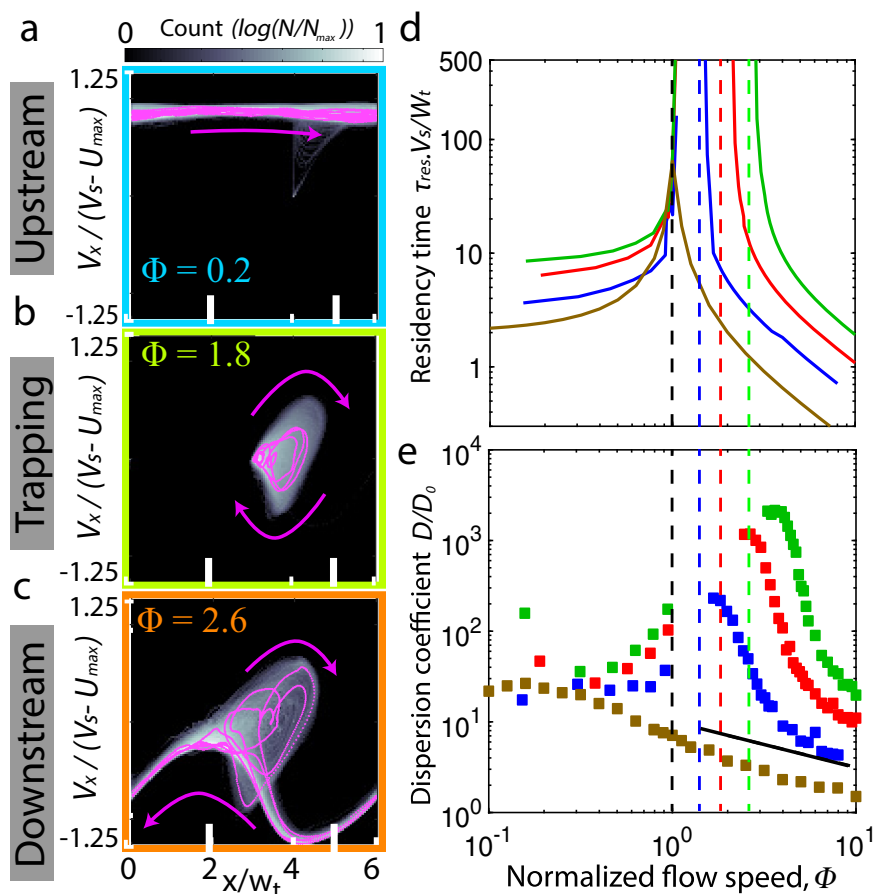 a
0 Count (log(N/Nmax)) 1
Upstream
Vx / (Vs- Umax)
1.25
-1.25
Φ = 0.2
b
Trapping
Vx / (Vs- Umax)
1.25
-1.25
Φ = 1.8
c
Downstream
Vx / (Vs- Umax)
1.25
-1.25
Φ = 2.6
0 2 4 6
x/wt
d
Residency time τres.Vs/Wt
500
100
10
1
e
Dispersion coefficient D/D0
10^4
10^3
10^2
10^1
10^0
10^-1 10^0 10^1
Normalized flow speed, Φ